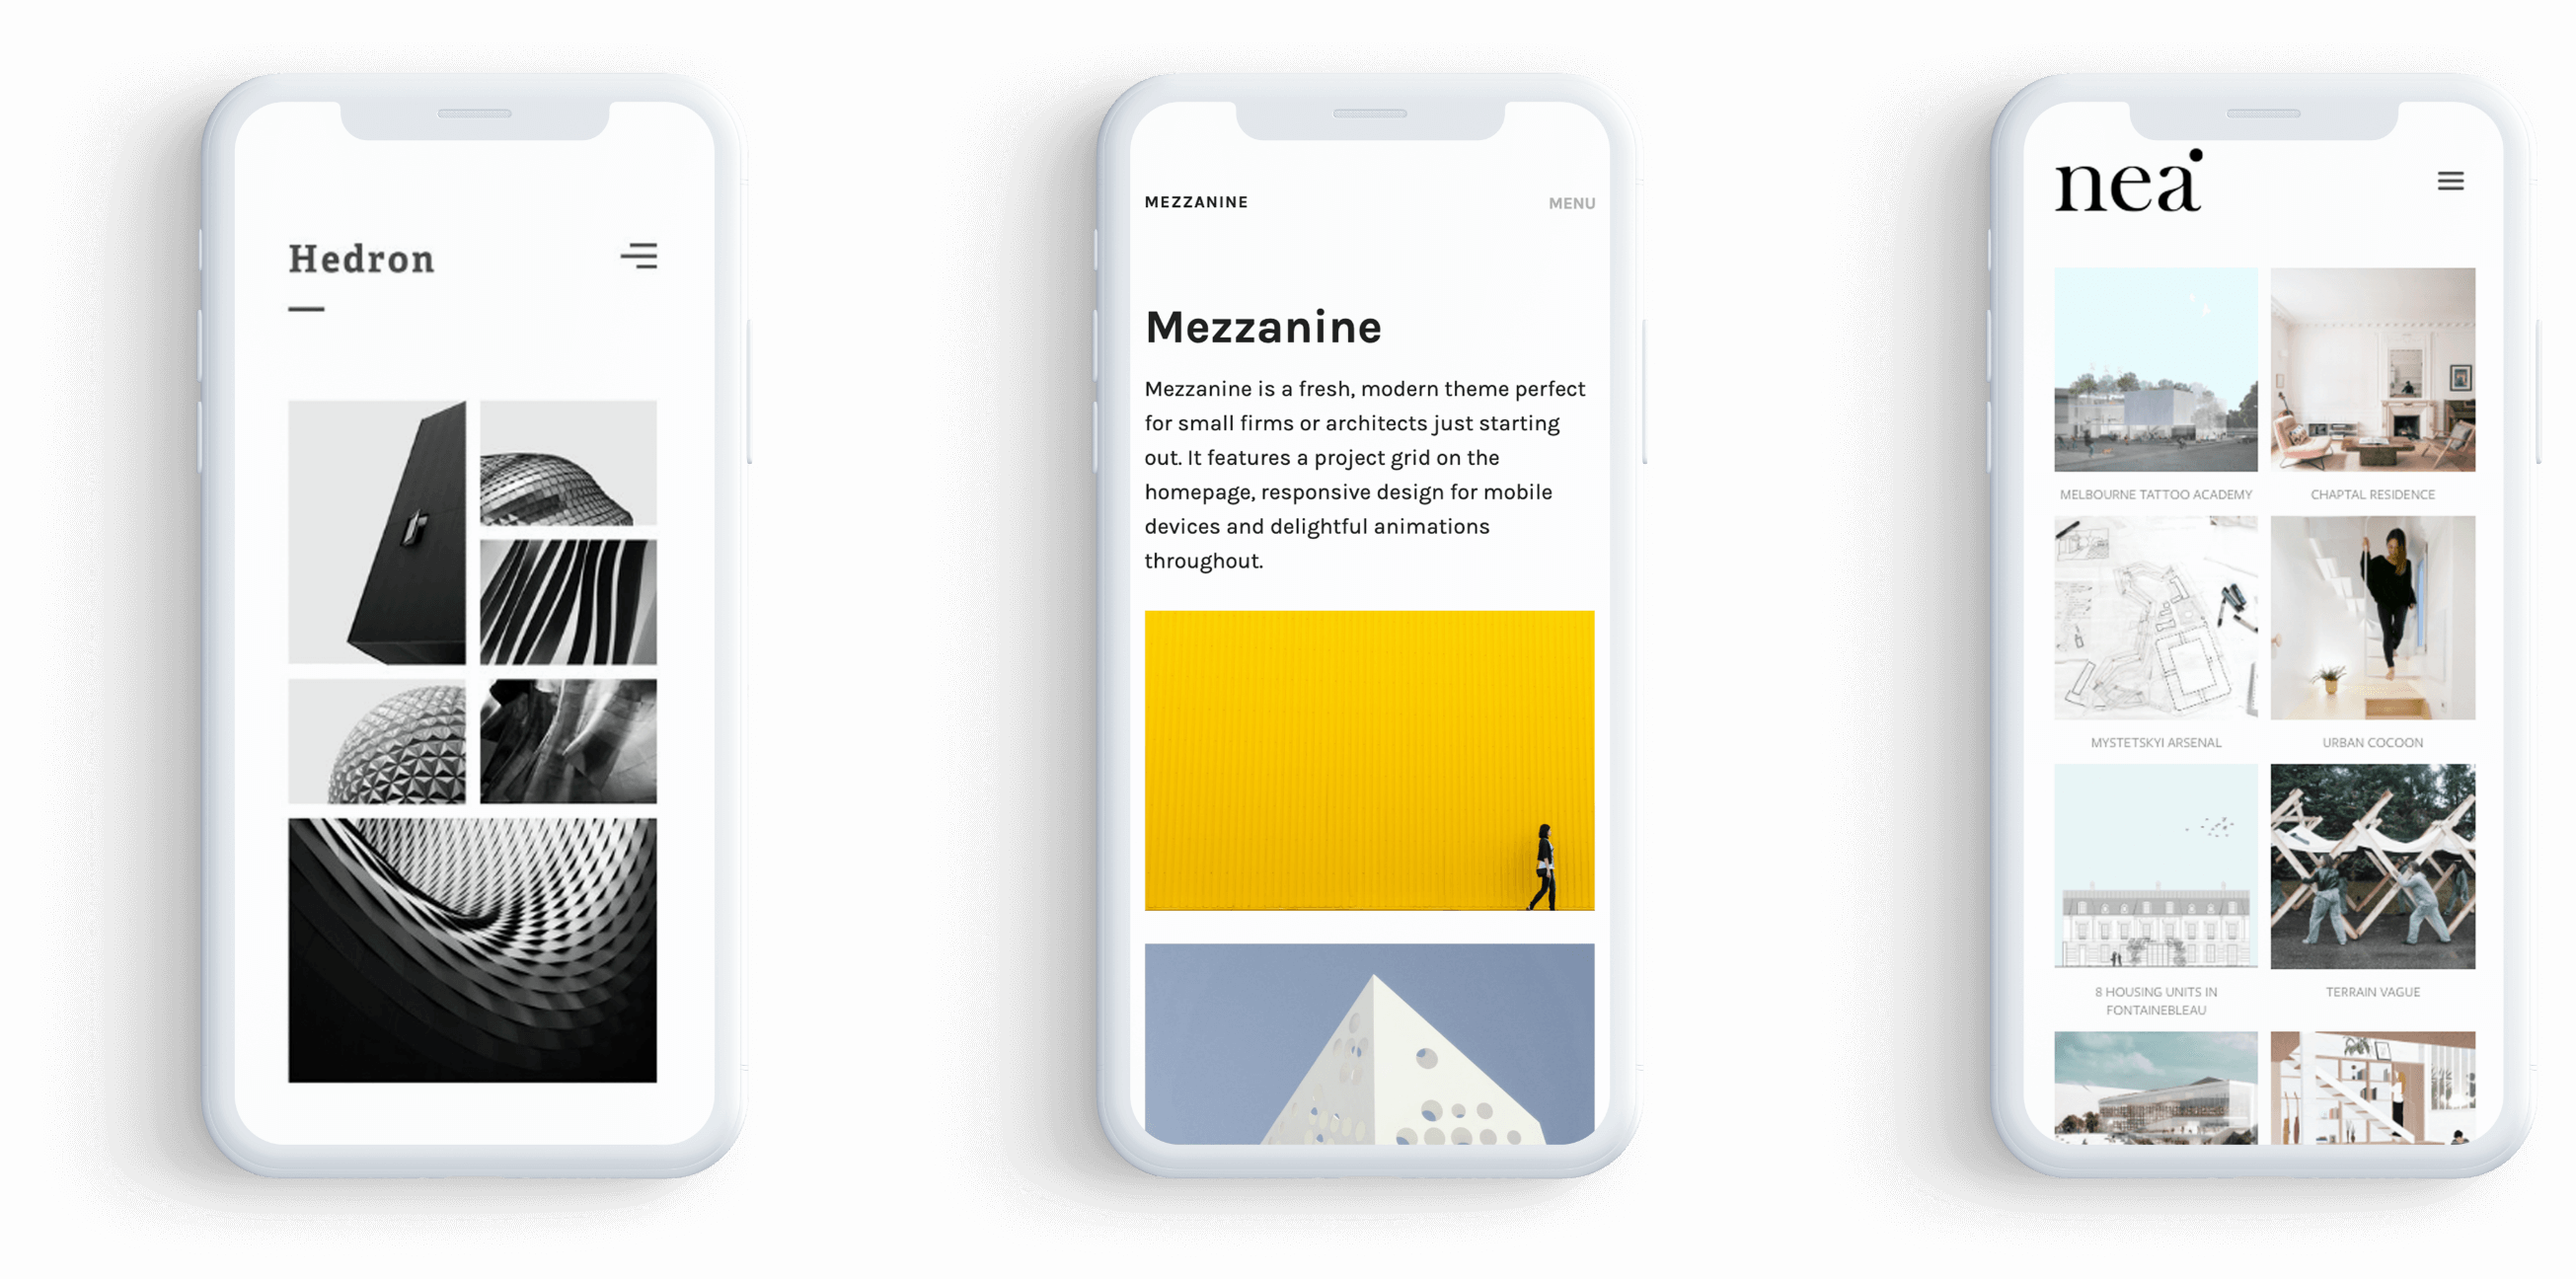 Hedron
MEZZANINE
MENU
Mezzanine
Mezzanine is a fresh, modern theme perfect
for small firms or architects just starting
out. It features a project grid on the
homepage, responsive design for mobile
devices and delightful animations
throughout.
nea
MELBOURNE TATTOO ACADEMY
CHAPTAL RESIDENCE
MYSTETSKYI ARSENAL
URBAN COCOON
8 HOUSING UNITS IN
FONTAINEBLEAU
TERRAIN VAGUE